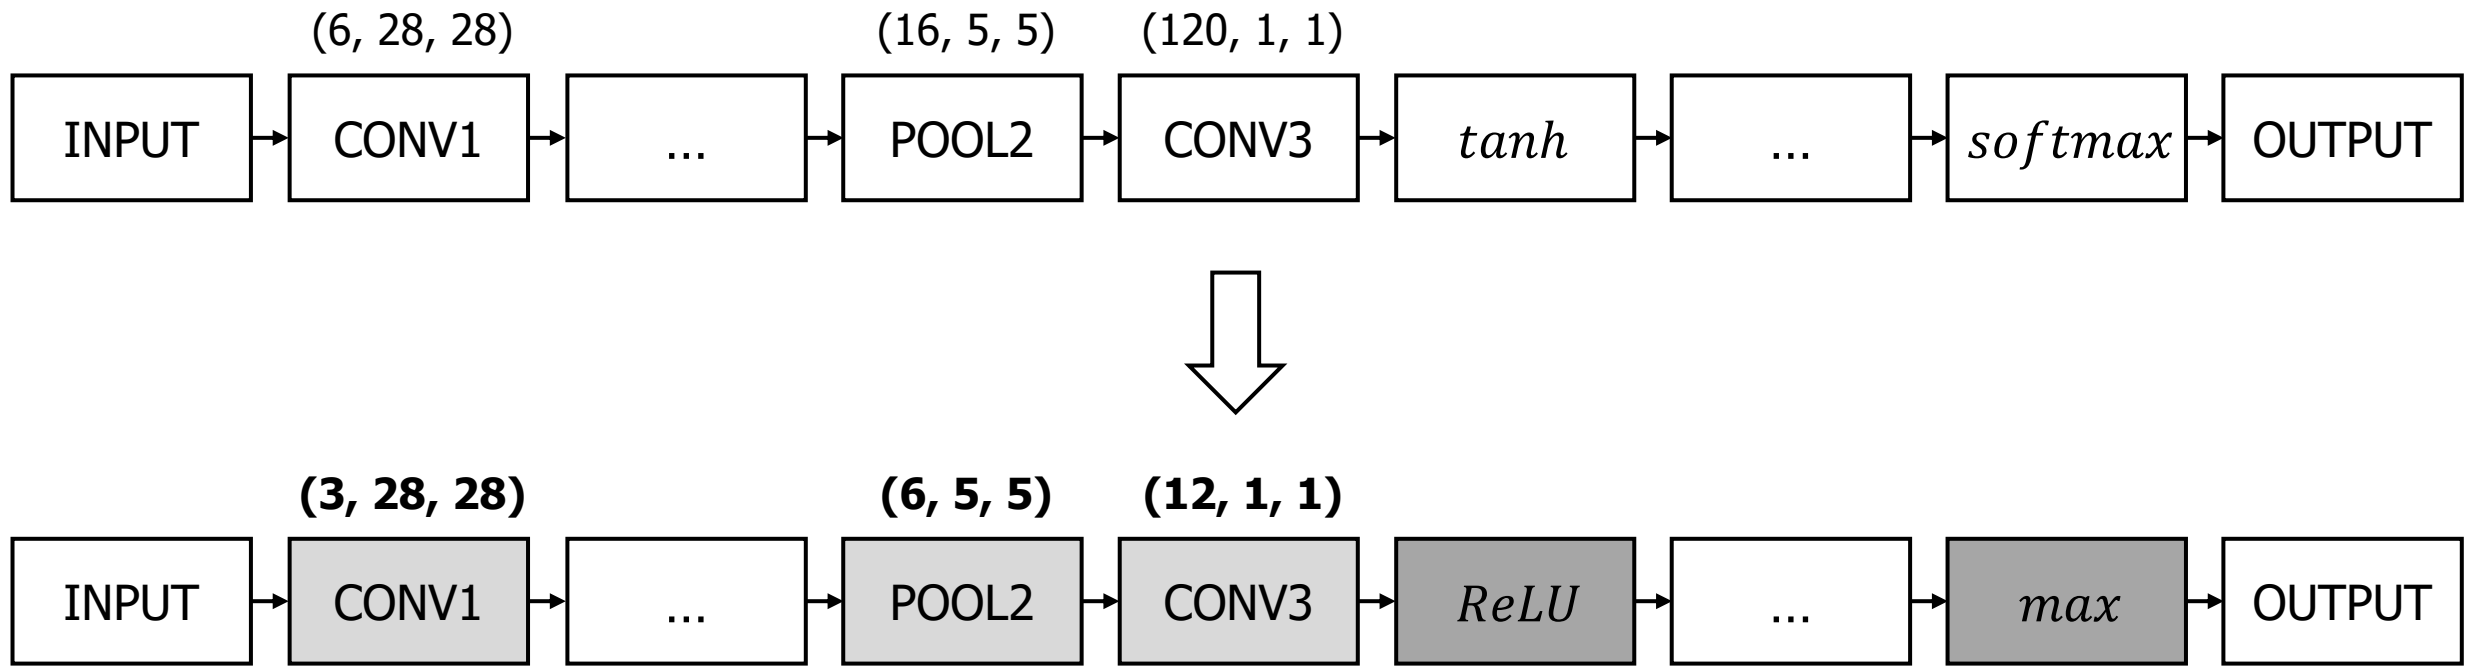 (6, 28, 28) (16, 5, 5) (120, 1, 1)
INPUT CONV1 ... POOL2 CONV3 tanh ... softmax OUTPUT
(3, 28, 28) (6, 5, 5) (12, 1, 1)
INPUT CONV1 ... POOL2 CONV3 ReLU ... max OUTPUT